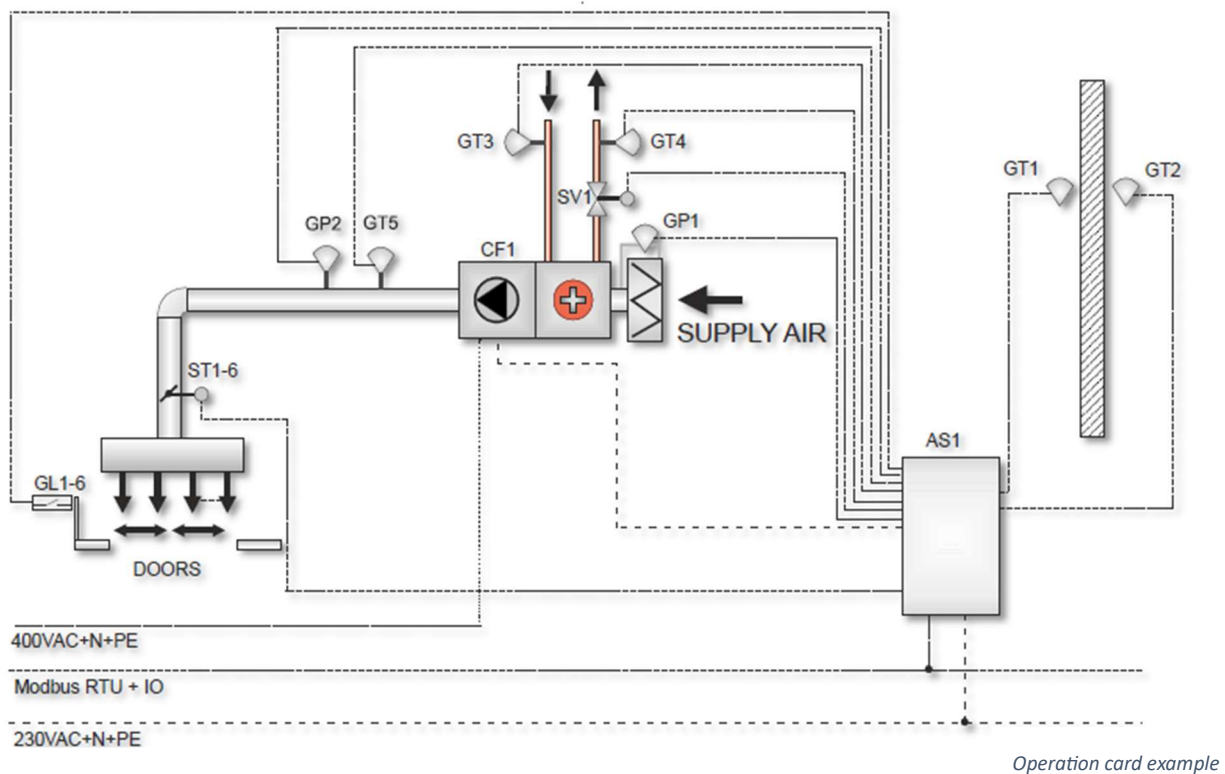 GT3
GT4
GT1
GT2
SV1
GP2
GT5
GP1
CF1
SUPPLY AIR
ST1-6
AS1
GL1-6
DOORS
400VAC+N+PE
Modbus RTU + IO
230VAC+N+PE
Operation card example